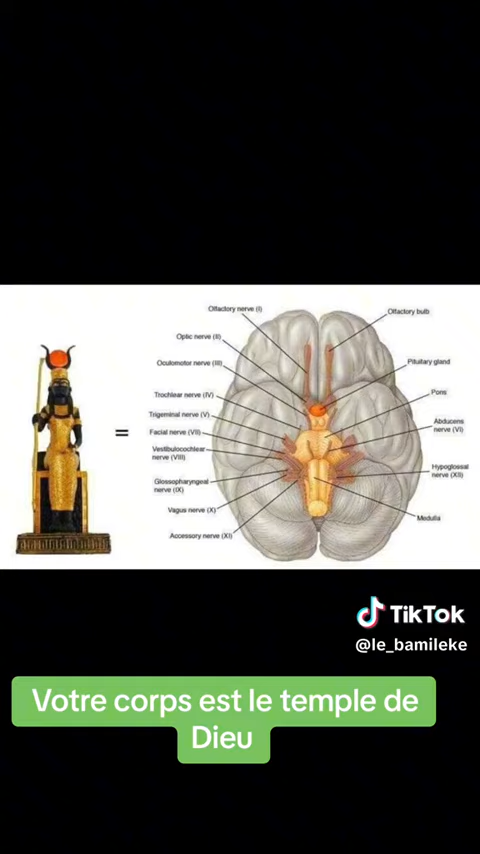 Olfactory nerve (I)
Olfactory bulb
Optic nerve (II)
Oculomotor nerve (III)
Pituitary gland
Trochlear nerve (IV)
Pons
Trigeminal nerve (V)
Abducens
nerve (VI)
Facial nerve (VII)
Vestibulocochlear
nerve (VIII)
Hypoglossal
nerve (XII)
Glossopharyngeal
nerve (IX)
Vagus nerve (X)
Medulla
Accessory nerve (XI)
=
TikTok
@le_bamileke
Votre corps est le temple de
Dieu